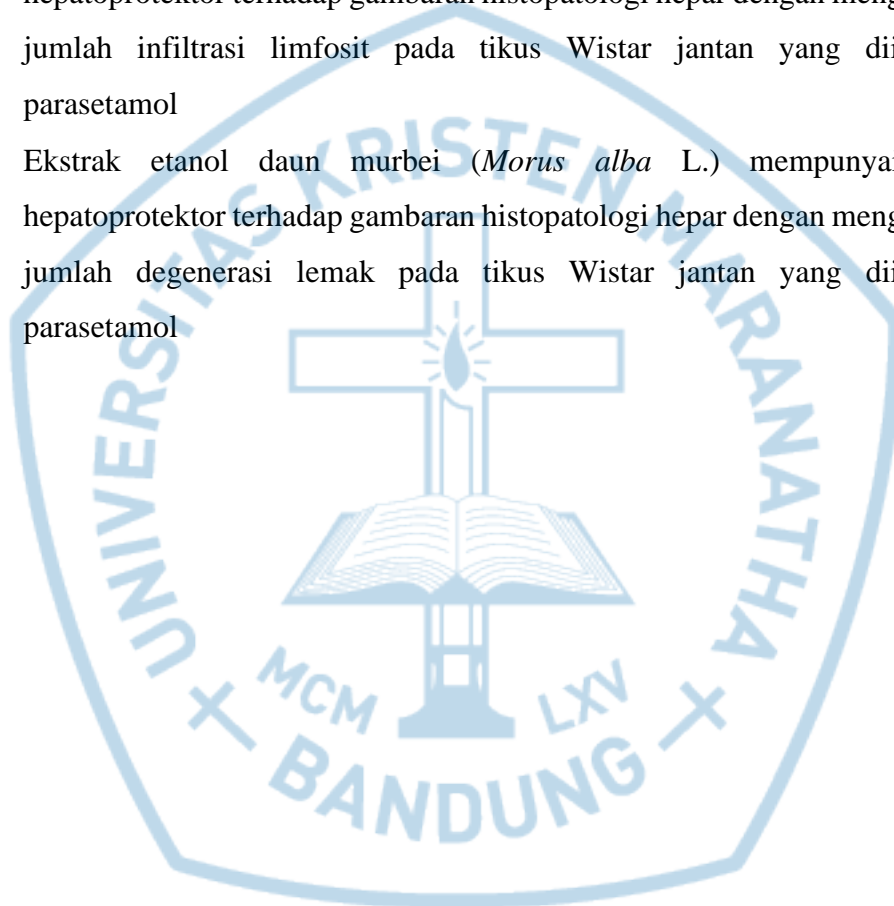 hepatoprotektor terhadap gambaran histopatologi hepar dengan meng
jumlah infiltrasi limfosit pada tikus Wistar jantan yang dii
parasetamol
Ekstrak etanol daun murbei (Morus alba L.) mempunya
hepatoprotektor terhadap gambaran histopatologi hepar dengan meng
jumlah degenerasi lemak pada tikus Wistar jantan yang dii
parasetamol
UNIVERSITAS KRISTEN MARANATHA
MCM LXV
BANDUNG